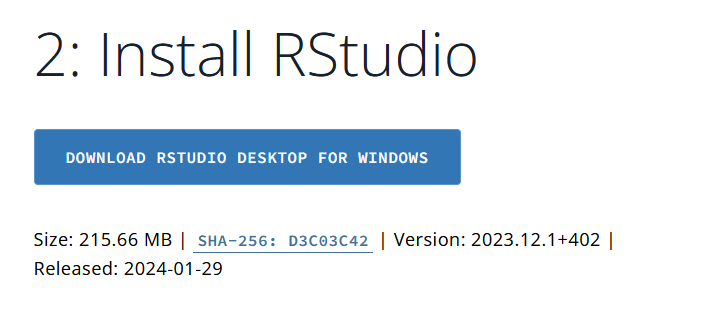 2: Install RStudio
DOWNLOAD RSTUDIO DESKTOP FOR WINDOWS
Size: 215.66 MB | SHA-256: D3C03C42 | Version: 2023.12.1+402 |
Released: 2024-01-29